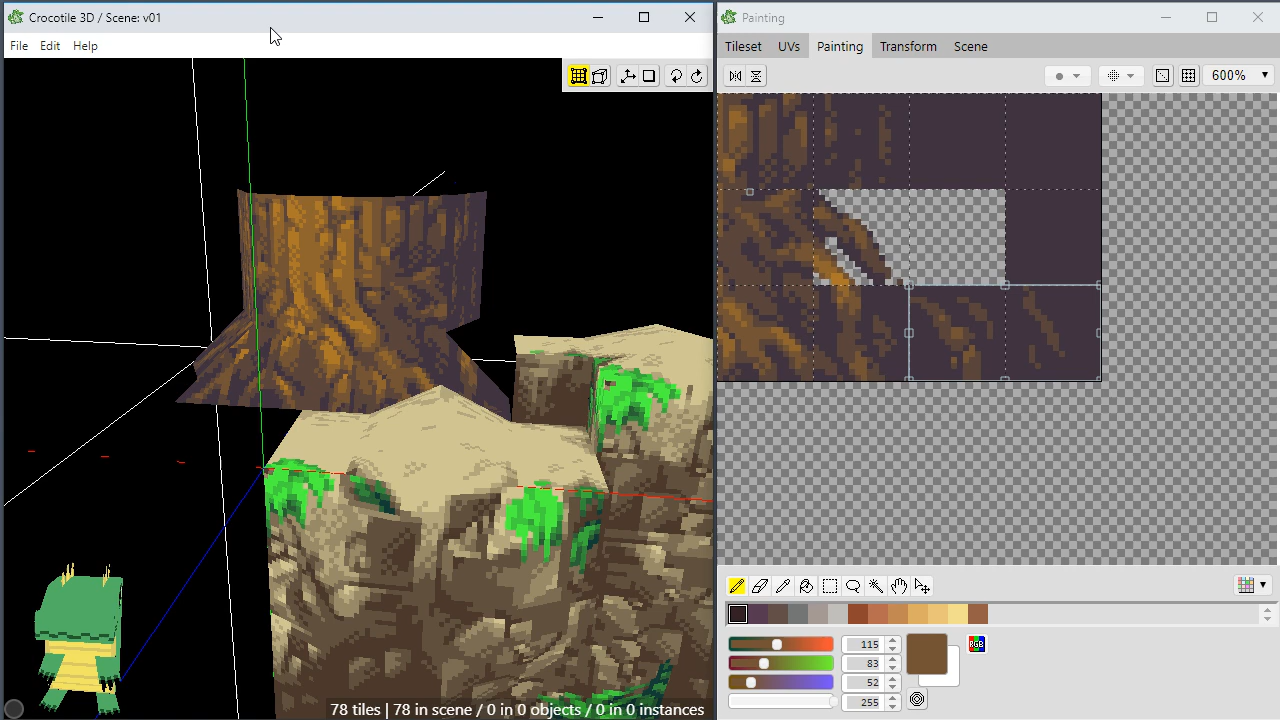 Crocotile 3D / Scene: v01
File Edit Help
78 tiles | 78 in scene / 0 in 0 objects / 0 in 0 instances
Painting
Tileset UVs Painting Transform Scene
600%
115
83
52
255
RGB